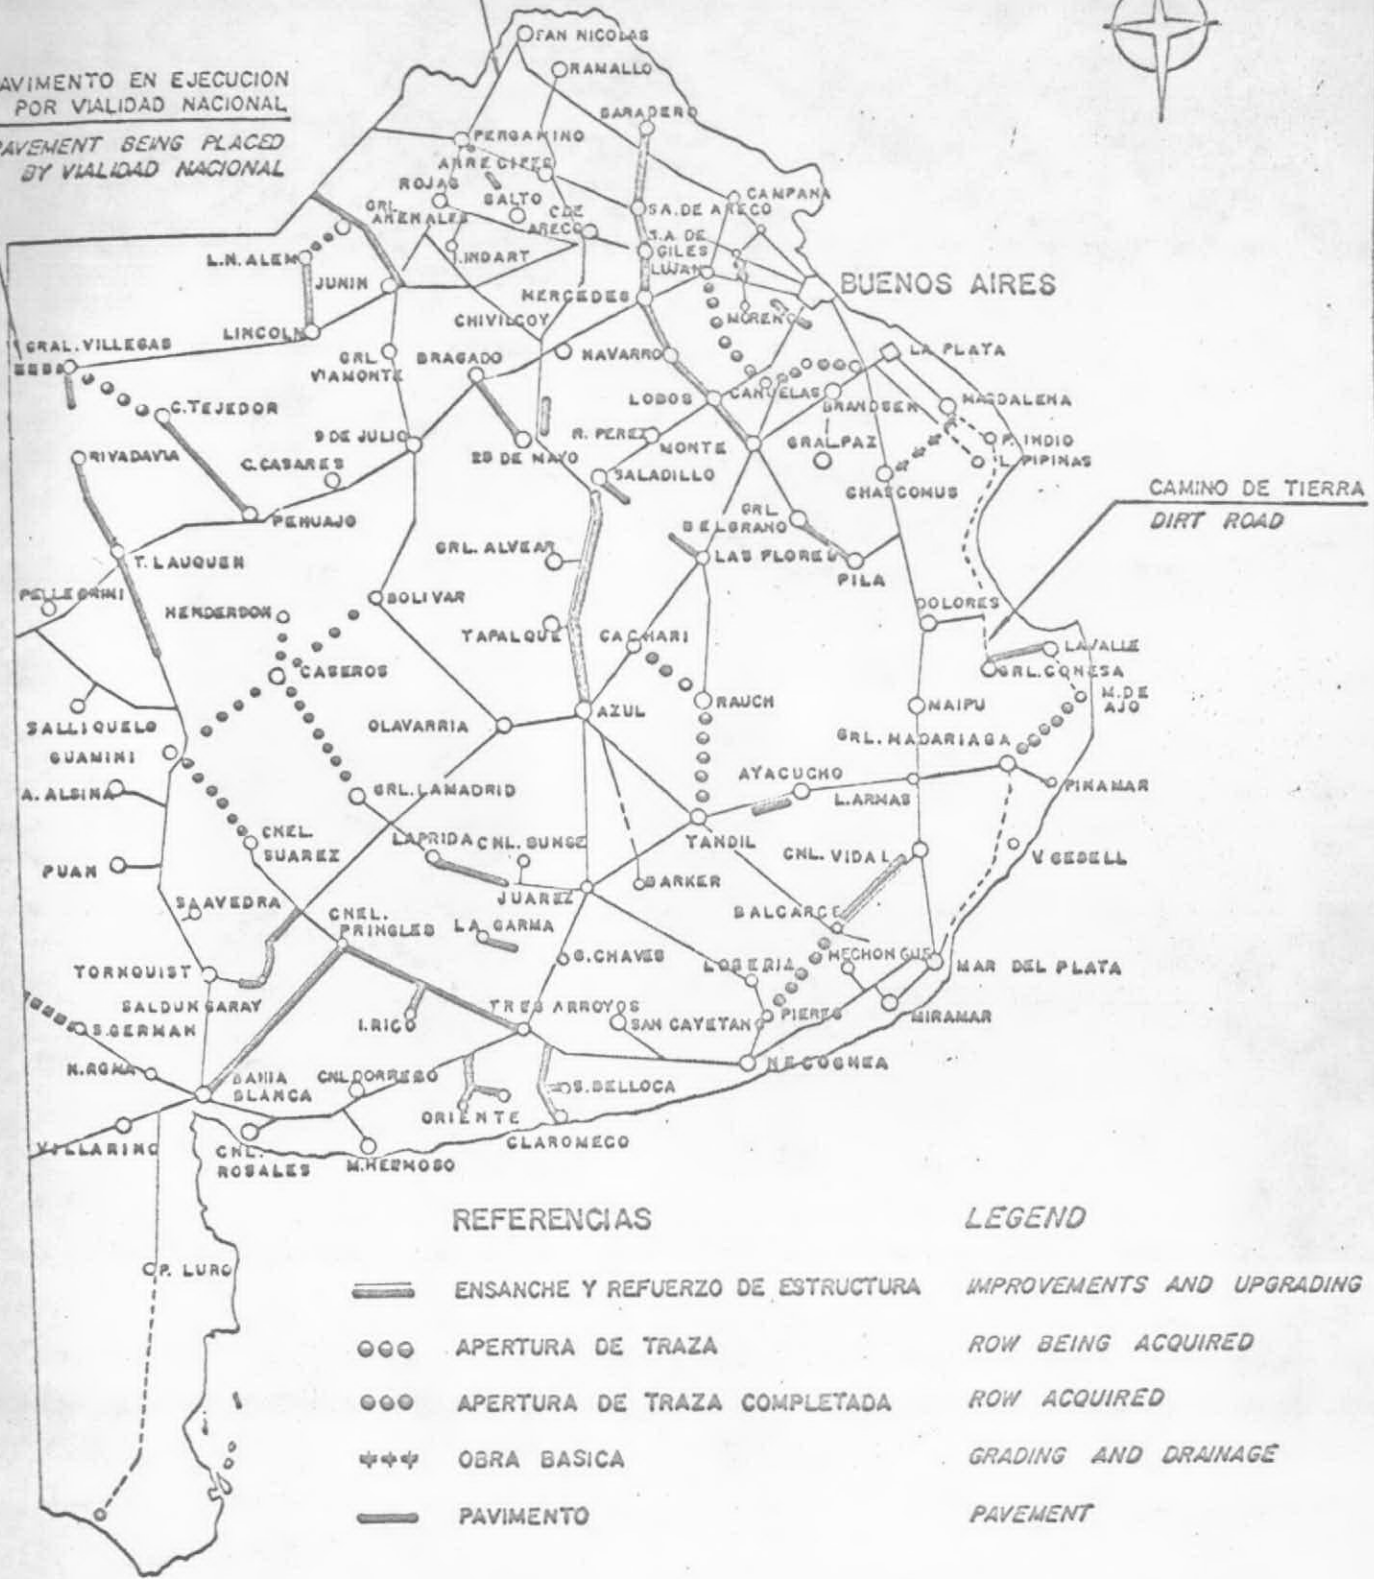 SAN NICOLAS
RAMALLO
PAVIMENTO EN EJECUCION
POR VIALIDAD NACIONAL
PAVEMENT BEING PLACED
BY VIALIDAD NACIONAL
BARADERO
PERGAMINO
ARRECIFES
ROJAS
SALTO
CAMPANA
GRL.
ARENALES
C.DE
ARECO
S.A. DE ARECO
S.A. DE
GILES
L.N. ALEM
INDART
LUJAN
JUNIN
MERCEDES
BUENOS AIRES
CHIVILCOY
MORENO
LINCOLN
GRAL. VILLEGAS
GRL.
VIAMONTE
BRAGADO
NAVARRO
LA PLATA
C. TEJEDOR
LOBOS
CAÑUELAS
BRANDSEN
MAGDALENA
9 DE JULIO
25 DE MAYO
R. PEREZ
MONTE
GRAL. PAZ
P. INDIO
RIVADAVIA
C. CASARES
SALADILLO
L. PIPINAS
CHASCOMUS
CAMINO DE TIERRA
DIRT ROAD
PEHUAJO
GRL.
BELGRANO
GRL. ALVEAR
LAS FLORES
T. LAUQUEN
PILA
PELLEGRINI
HENDERSON
BOLIVAR
DOLORES
TAPALQUE
CACHARI
LAVALLE
CASEROS
GRL. CONESA
SALLIQUELO
OLAVARRIA
AZUL
RAUCH
MAIPU
M. DE
AJO
GUAMINI
GRL. MADARIAGA
A. ALSINA
GRL. LAMADRID
AYACUCHO
L. ARMAS
PINAMAR
CNEL.
SUAREZ
LAPRIDA
CNL. BUNGE
TANDIL
CNL. VIDAL
V. GESELL
PUAN
JUAREZ
BARKER
SAAVEDRA
CNEL.
PRINGLES
LA GARMA
BALCARCE
TORNQUIST
G. CHAVES
LOBERIA
MECHONGUE
MAR DEL PLATA
SALDUNGARAY
TRES ARROYOS
S. GERMAN
I. RICO
SAN CAYETANO
PIERES
MIRAMAR
N. ROMA
BAHIA
BLANCA
CNL. DORREGO
NECOCHEA
S. BELLOCA
ORIENTE
VILLARINO
CNL.
ROSALES
M. HERMOSO
CLAROMECO
P. LURO
REFERENCIAS
LEGEND
ENSANCHE Y REFUERZO DE ESTRUCTURA
IMPROVEMENTS AND UPGRADING
APERTURA DE TRAZA
ROW BEING ACQUIRED
APERTURA DE TRAZA COMPLETADA
ROW ACQUIRED
OBRA BASICA
GRADING AND DRAINAGE
PAVIMENTO
PAVEMENT